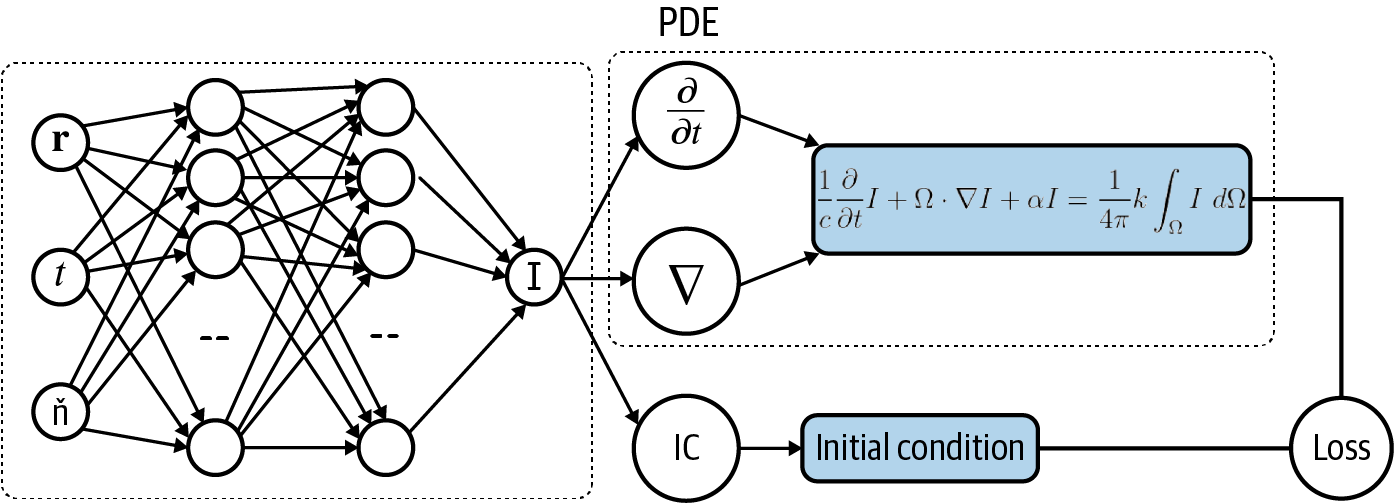 PDE
r
t
ň
--
--
I
∂/∂t
∇
1/c ∂/∂t I + Ω · ∇I + αI = 1/4π k ∫_Ω I dΩ
IC
Initial condition
Loss